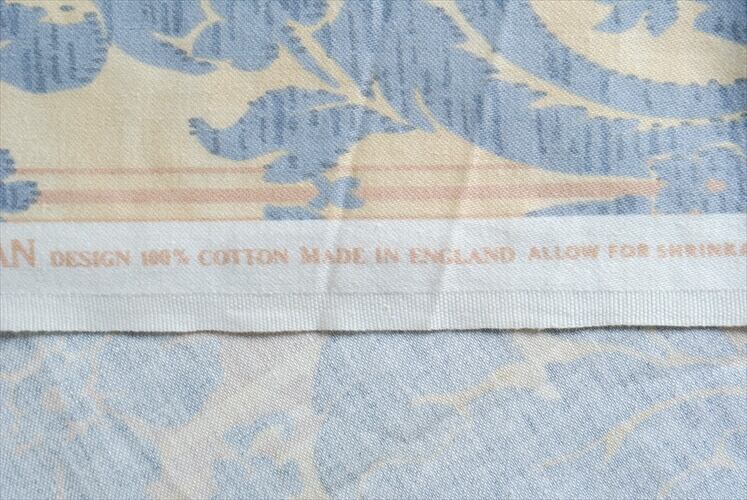 AN DESIGN 100% COTTON MADE IN ENGLAND ALLOW FOR SHRINKA